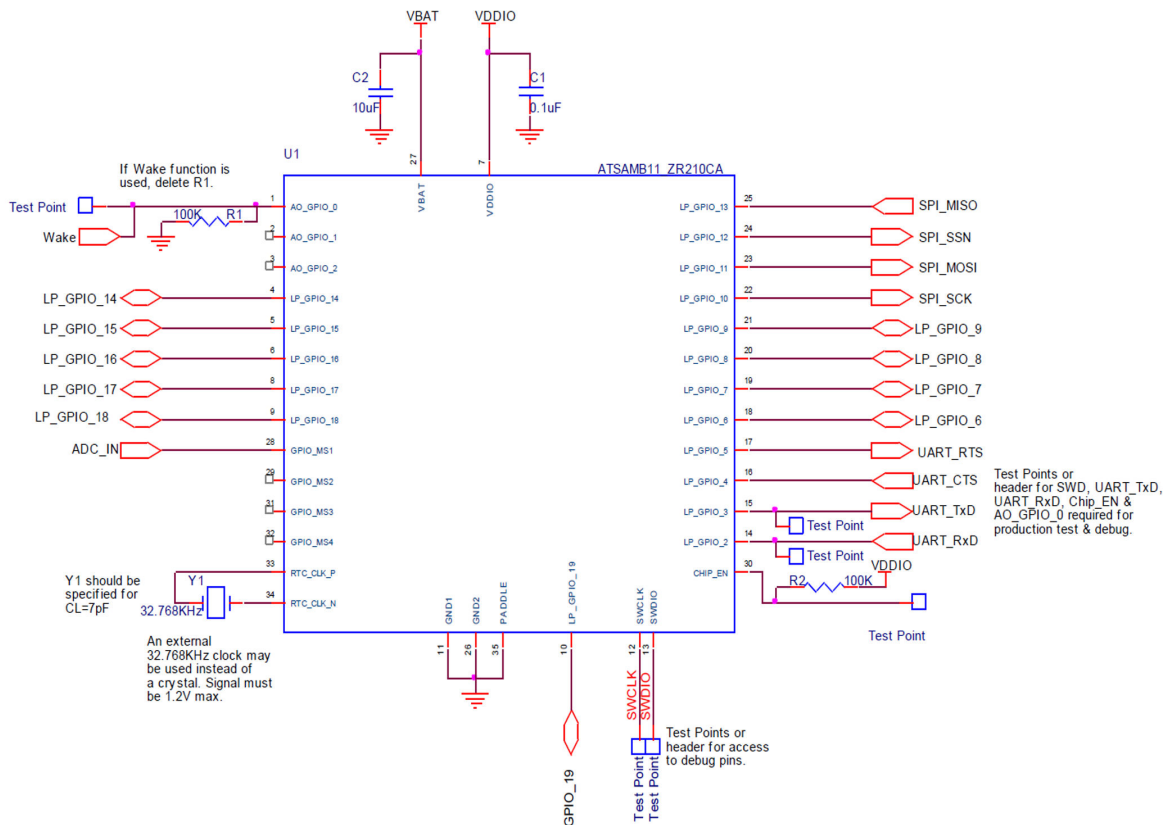 VBAT
VDDIO
C2
10uF
C1
0.1uF
27
7
U1
ATSAMB11_ZR210CA
VBAT
VDDIO
If Wake function is
used, delete R1.
Test Point
1
AO_GPIO_0
100K
R1
Wake
2
AO_GPIO_1
3
AO_GPIO_2
LP_GPIO_14
4
LP_GPIO_14
LP_GPIO_15
5
LP_GPIO_15
LP_GPIO_16
6
LP_GPIO_16
LP_GPIO_17
8
LP_GPIO_17
LP_GPIO_18
9
LP_GPIO_18
ADC_IN
28
GPIO_MS1
29
GPIO_MS2
31
GPIO_MS3
32
GPIO_MS4
33
RTC_CLK_P
34
RTC_CLK_N
Y1 should be
specified for
CL=7pF
Y1
32.768KHz
An external
32.768KHz clock may
be used instead of
a crystal. Signal must
be 1.2V max.
LP_GPIO_13
25
SPI_MISO
LP_GPIO_12
24
SPI_SSN
LP_GPIO_11
23
SPI_MOSI
LP_GPIO_10
22
SPI_SCK
LP_GPIO_9
21
LP_GPIO_9
LP_GPIO_8
20
LP_GPIO_8
LP_GPIO_7
19
LP_GPIO_7
LP_GPIO_6
18
LP_GPIO_6
LP_GPIO_5
17
UART_RTS
LP_GPIO_4
16
UART_CTS
LP_GPIO_3
15
UART_TxD
Test Point
LP_GPIO_2
14
UART_RxD
Test Point
CHIP_EN
30
R2
100K
VDDIO
Test Point
Test Points or
header for SWD, UART_TxD,
UART_RxD, Chip_EN &
AO_GPIO_0 required for
production test & debug.
GND1
GND2
PADDLE
LP_GPIO_19
SWCLK
SWDIO
11
26
35
10
12
13
SWCLK
SWDIO
Test Point
Test Point
Test Points or
header for access
to debug pins.
GPIO_19